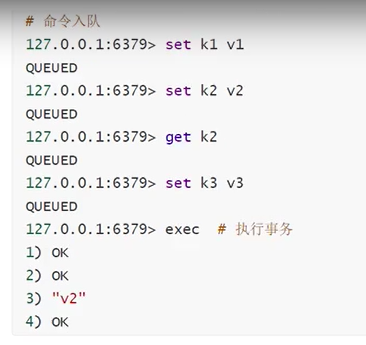 # 命令入队
127.0.0.1:6379> set k1 v1
QUEUED
127.0.0.1:6379> set k2 v2
QUEUED
127.0.0.1:6379> get k2
QUEUED
127.0.0.1:6379> set k3 v3
QUEUED
127.0.0.1:6379> exec  # 执行事务
1) OK
2) OK
3) "v2"
4) OK